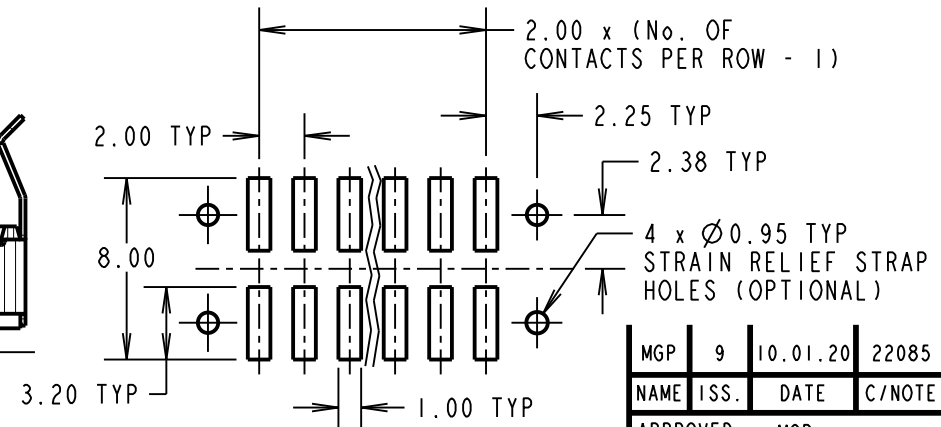 2.00 x (No. OF
CONTACTS PER ROW - 1)
2.00 TYP
2.25 TYP
2.38 TYP
8.00
4 x Ø0.95 TYP
STRAIN RELIEF STRAP
HOLES (OPTIONAL)
3.20 TYP
1.00 TYP
MGP 9 10.01.20 22085
NAME ISS. DATE C/NOTE